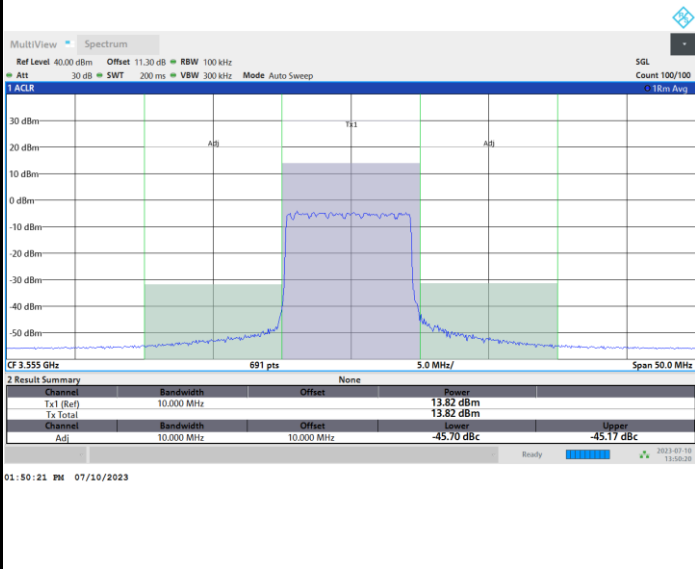 MultiView Spectrum
Ref Level 40.00 dBm Offset 11.30 dB RBW 100 kHz SGL
Att 30 dB SWT 200 ms VBW 300 kHz Mode Auto Sweep Count 100/100
1 ACLR 1Rm Avg
30 dBm
Tx1
20 dBm
Adj Adj
10 dBm
0 dBm
-10 dBm
-20 dBm
-30 dBm
-40 dBm
-50 dBm
CF 3.555 GHz 691 pts 5.0 MHz/ Span 50.0 MHz
2 Result Summary None
Channel Bandwidth Offset Power
Tx1 (Ref) 10.000 MHz 13.82 dBm
Tx Total 13.82 dBm
Channel Bandwidth Offset Lower Upper
Adj 10.000 MHz 10.000 MHz -45.70 dBc -45.17 dBc
Ready 2023-07-10
13:50:20
01:50:21 PM 07/10/2023